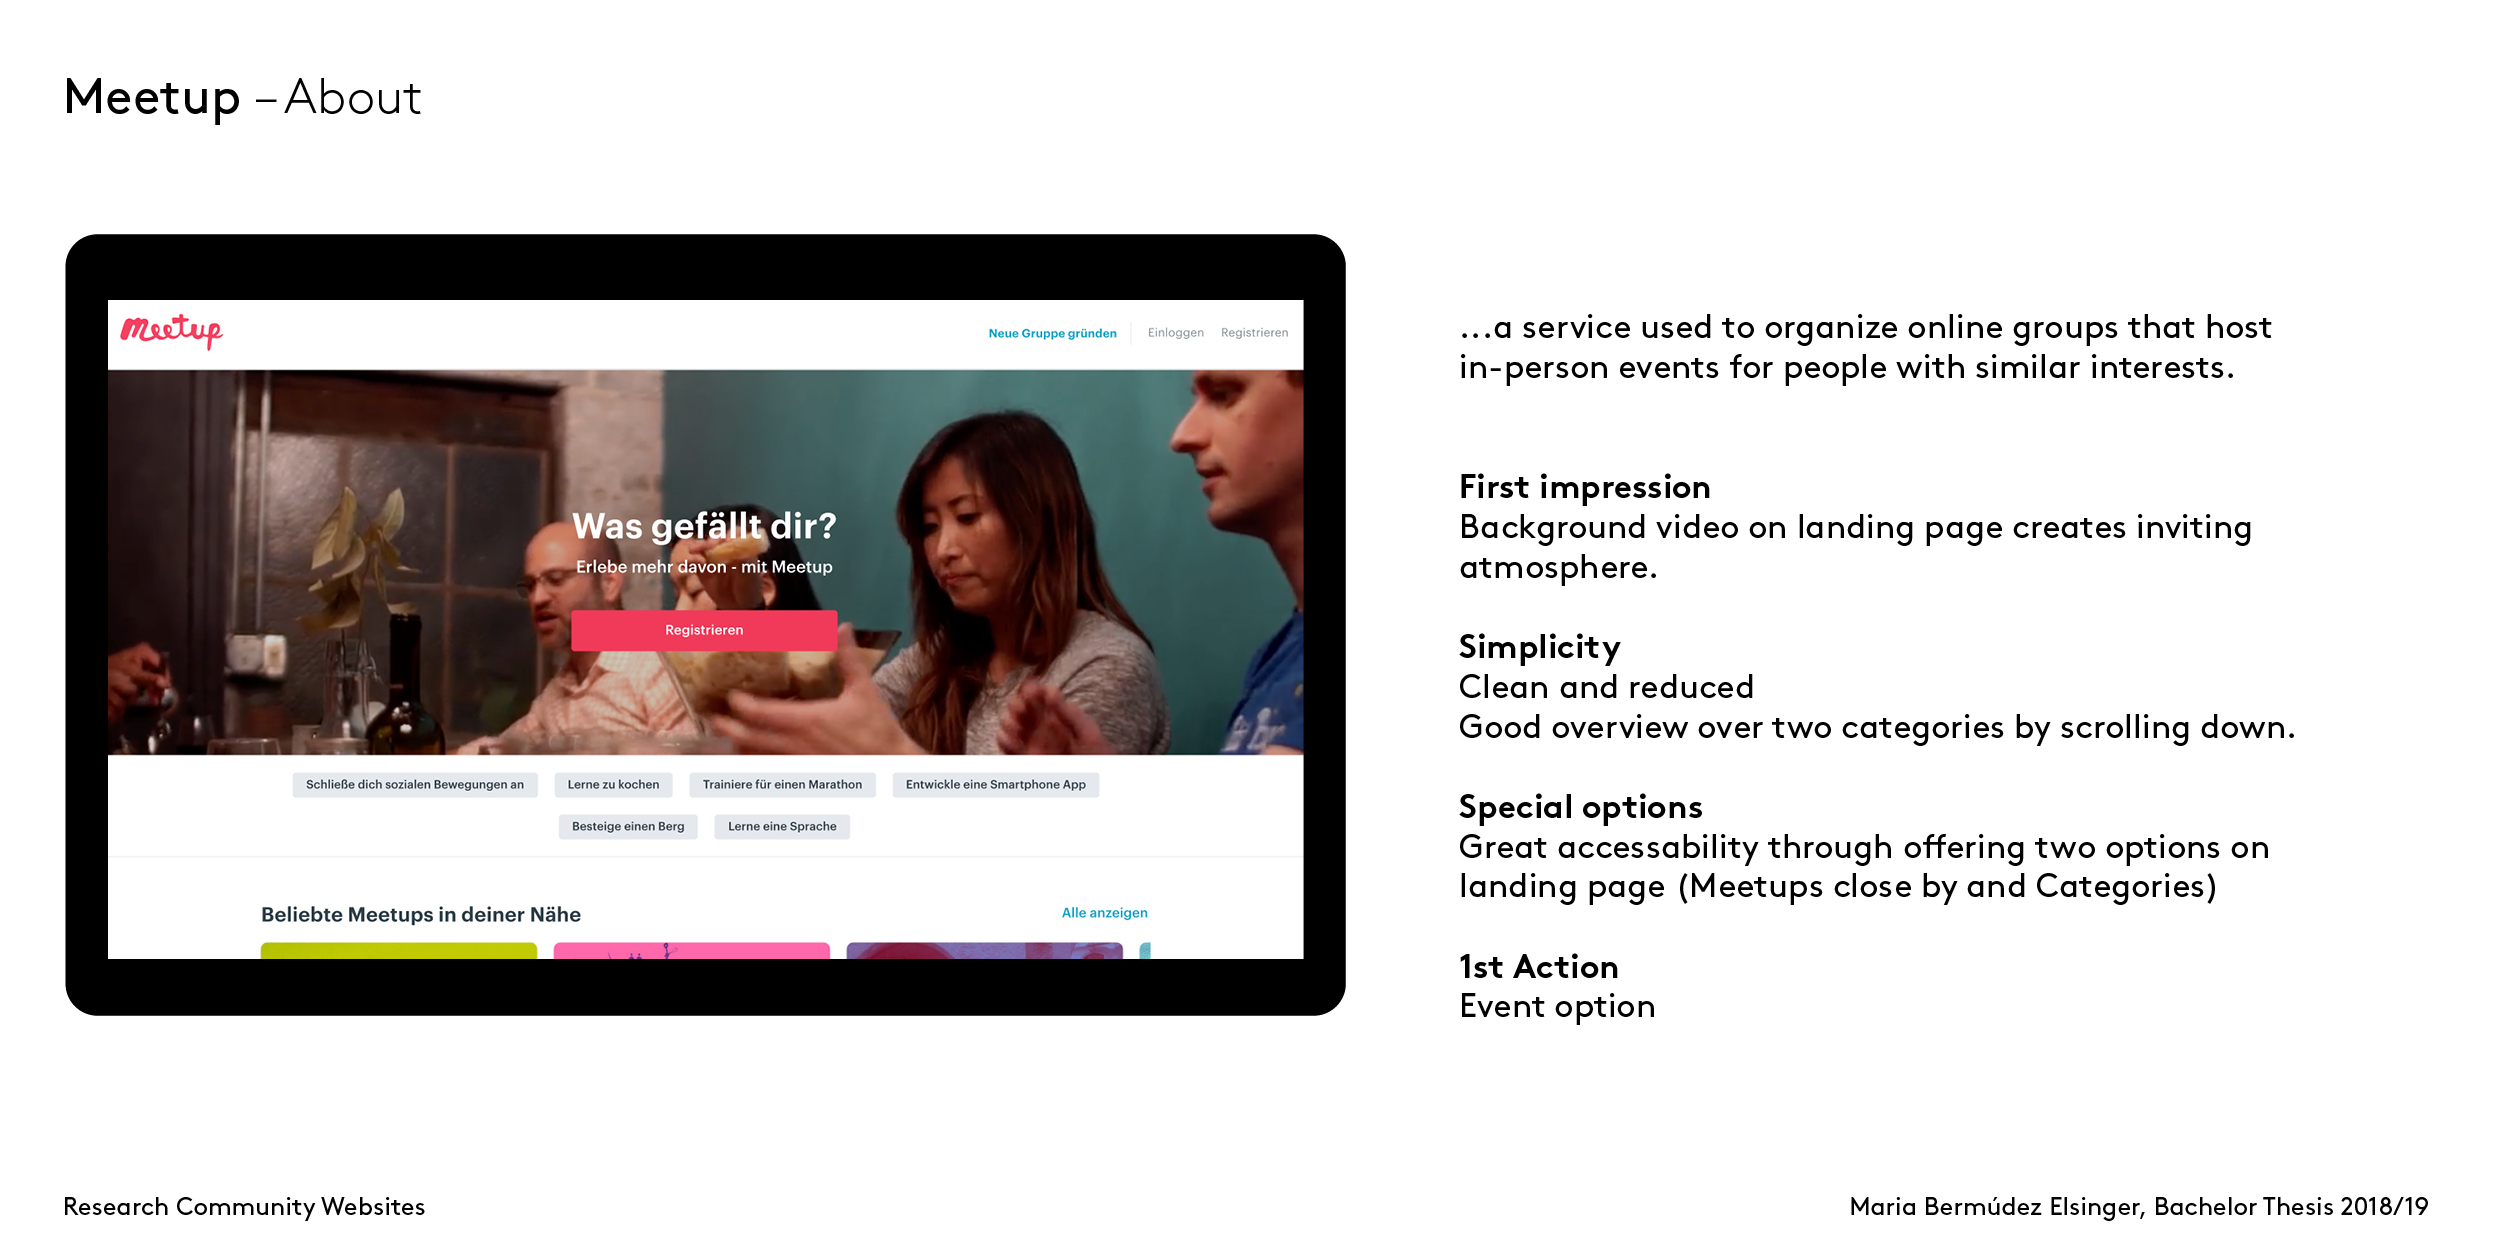 Meetup – About
Meetup
Neue Gruppe gründen
Einloggen
Registrieren
Was gefällt dir?
Erlebe mehr davon - mit Meetup
Registrieren
Schließe dich sozialen Bewegungen an
Lerne zu kochen
Trainiere für einen Marathon
Entwickle eine Smartphone App
Besteige einen Berg
Lerne eine Sprache
Beliebte Meetups in deiner Nähe
Alle anzeigen
...a service used to organize online groups that host
in-person events for people with similar interests.
First impression
Background video on landing page creates inviting
atmosphere.
Simplicity
Clean and reduced
Good overview over two categories by scrolling down.
Special options
Great accessability through offering two options on
landing page (Meetups close by and Categories)
1st Action
Event option
Research Community Websites
Maria Bermúdez Elsinger, Bachelor Thesis 2018/19